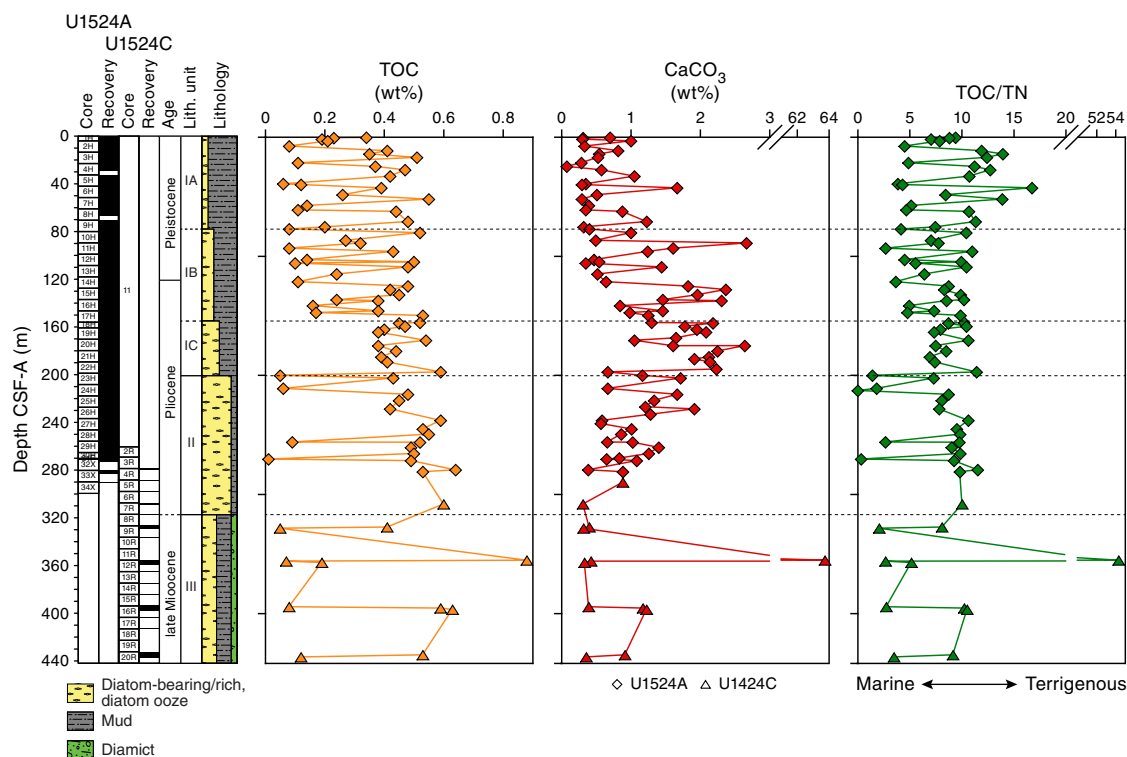 U1524A
U1524C
Core
Recovery
Core
Recovery
Age
Lith. unit
Lithology
TOC
(wt%)
CaCO3
(wt%)
TOC/TN
0 0.2 0.4 0.6 0.8
0 1 2 3 62 64
0 5 10 15 20 52 54
Depth CSF-A (m)
0
40
80
120
160
200
240
280
320
360
400
440
1H
2H
3H
4H
5H
6H
7H
8H
9H
10H
11H
12H
13H
14H
15H
16H
17H
18H
19H
20H
21H
22H
23H
24H
25H
26H
27H
28H
29H
32X
33X
34X
11
2R
3R
4R
5R
6R
7R
8R
9R
10R
11R
12R
13R
14R
15R
16R
17R
18R
19R
20R
Pleistocene
Pliocene
late Mioocene
IA
IB
IC
II
III
U1524A U1424C
Marine Terrigenous
Diatom-bearing/rich,
diatom ooze
Mud
Diamict